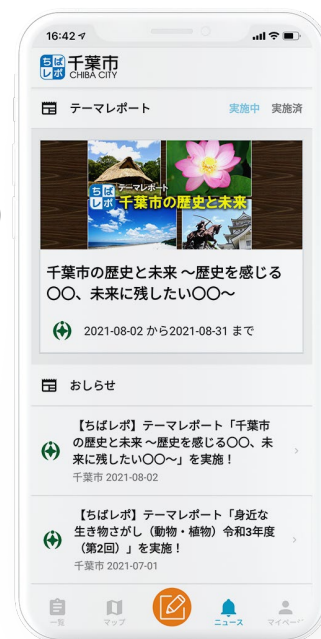 16:42
ちば
レポ
千葉市
CHIBA CITY
テーマレポート
実施中
実施済
ちば
レポ
テーマレポート
千葉市の歴史と未来
千葉市の歴史と未来 ～歴史を感じる
〇〇、未来に残したい〇〇～
2021-08-02 から2021-08-31 まで
おしらせ
【ちばレポ】テーマレポート「千葉市
の歴史と未来 ～歴史を感じる〇〇、未
来に残したい〇〇～」を実施！
千葉市 2021-08-02
【ちばレポ】テーマレポート「身近な
生き物さがし（動物・植物）令和3年度
（第2回）」を実施！
千葉市 2021-07-01
一覧
マップ
ニュース
マイページ